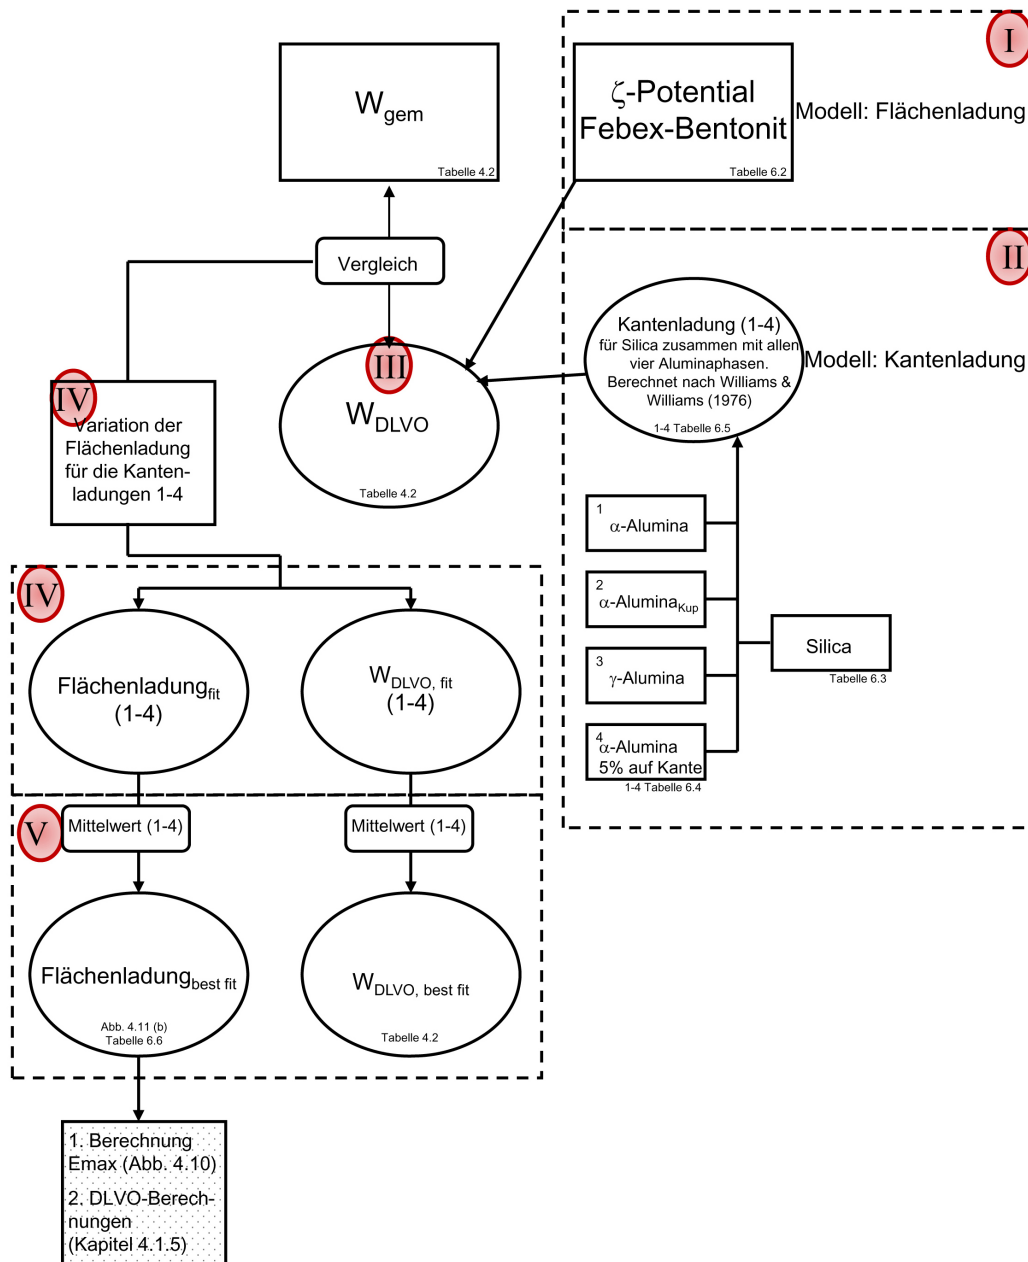 I
W gem
Tabelle 4.2
ζ-Potential
Febex-Bentonit
Tabelle 6.2
Modell: Flächenladung
II
Vergleich
Kantenladung (1-4)
für Silica zusammen mit allen
vier Aluminaphasen.
Berechnet nach Williams &
Williams (1976)
1-4 Tabelle 6.5
Modell: Kantenladung
III
W DLVO
Tabelle 4.2
IV
Variation der
Flächenladung
für die Kanten-
ladungen 1-4
1
α-Alumina
2
α-Alumina Kup
3
γ-Alumina
4
α-Alumina
5% auf Kante
1-4 Tabelle 6.4
Silica
Tabelle 6.3
IV
Flächenladung fit
(1-4)
W DLVO, fit
(1-4)
V
Mittelwert (1-4)
Mittelwert (1-4)
Flächenladung best fit
Abb. 4.11 (b)
Tabelle 6.6
W DLVO, best fit
Tabelle 4.2
1. Berechnung
Emax (Abb. 4.10)
2. DLVO-Berech-
nungen
(Kapitel 4.1.5)